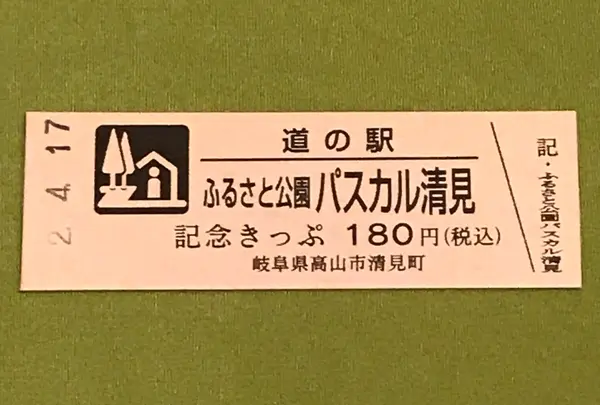 2. 4. 17
道の駅
ふるさと公園パスカル清見
記念きっぷ 180円(税込)
岐阜県高山市清見町
記・ふるさと公園パスカル清見